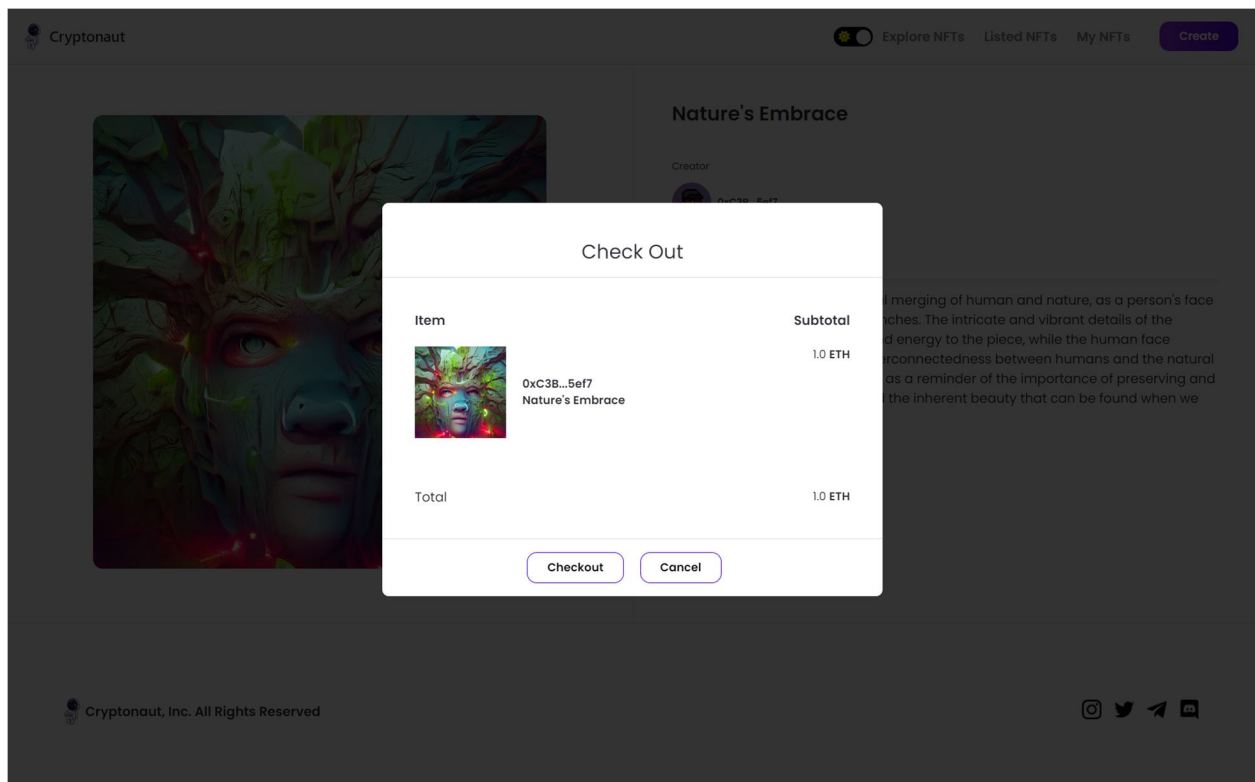 Cryptonaut
Explore NFTs Listed NFTs My NFTs Create
Nature's Embrace
Creator
0xC3B...5ef7
Check Out
Item Subtotal
1.0 ETH
0xC3B...5ef7
Nature's Embrace
Total 1.0 ETH
Checkout Cancel
merging of human and nature, as a person's face
The intricate and vibrant details of the
energy to the piece, while the human face
between humans and the natural
as a reminder of the importance of preserving and
the inherent beauty that can be found when we
Cryptonaut, Inc. All Rights Reserved